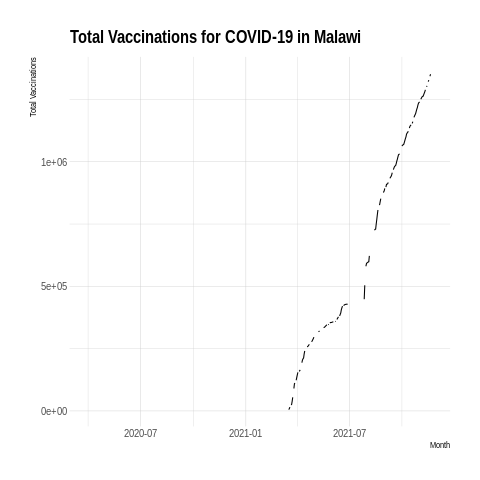 Total Vaccinations for COVID-19 in Malawi
Total Vaccinations
1e+06
5e+05
0e+00
2020-07 2021-01 2021-07
Month